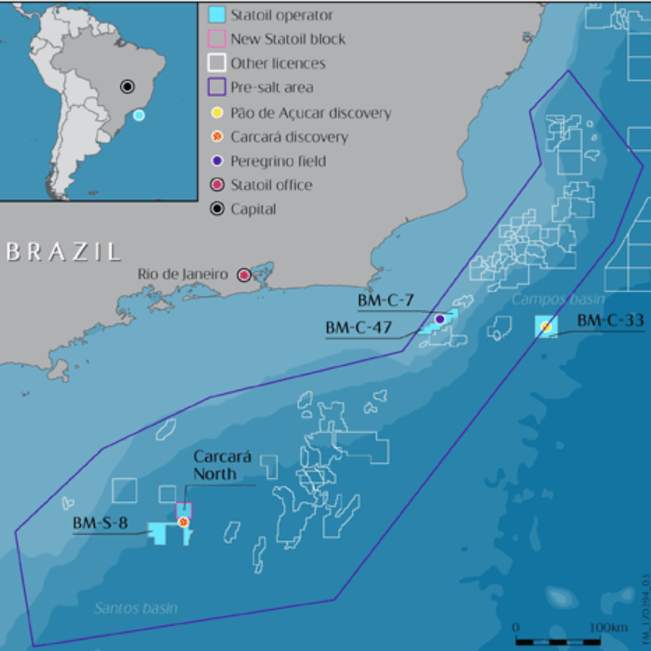 Statoil operator
New Statoil block
Other licences
Pre-salt area
Pão de Açucar discovery
Carcará discovery
Peregrino field
Statoil office
Capital
BRAZIL
Rio de Janeiro
BM-C-7
BM-C-47
Campos basin
BM-C-33
Carcará
North
BM-S-8
Santos basin
0
100km